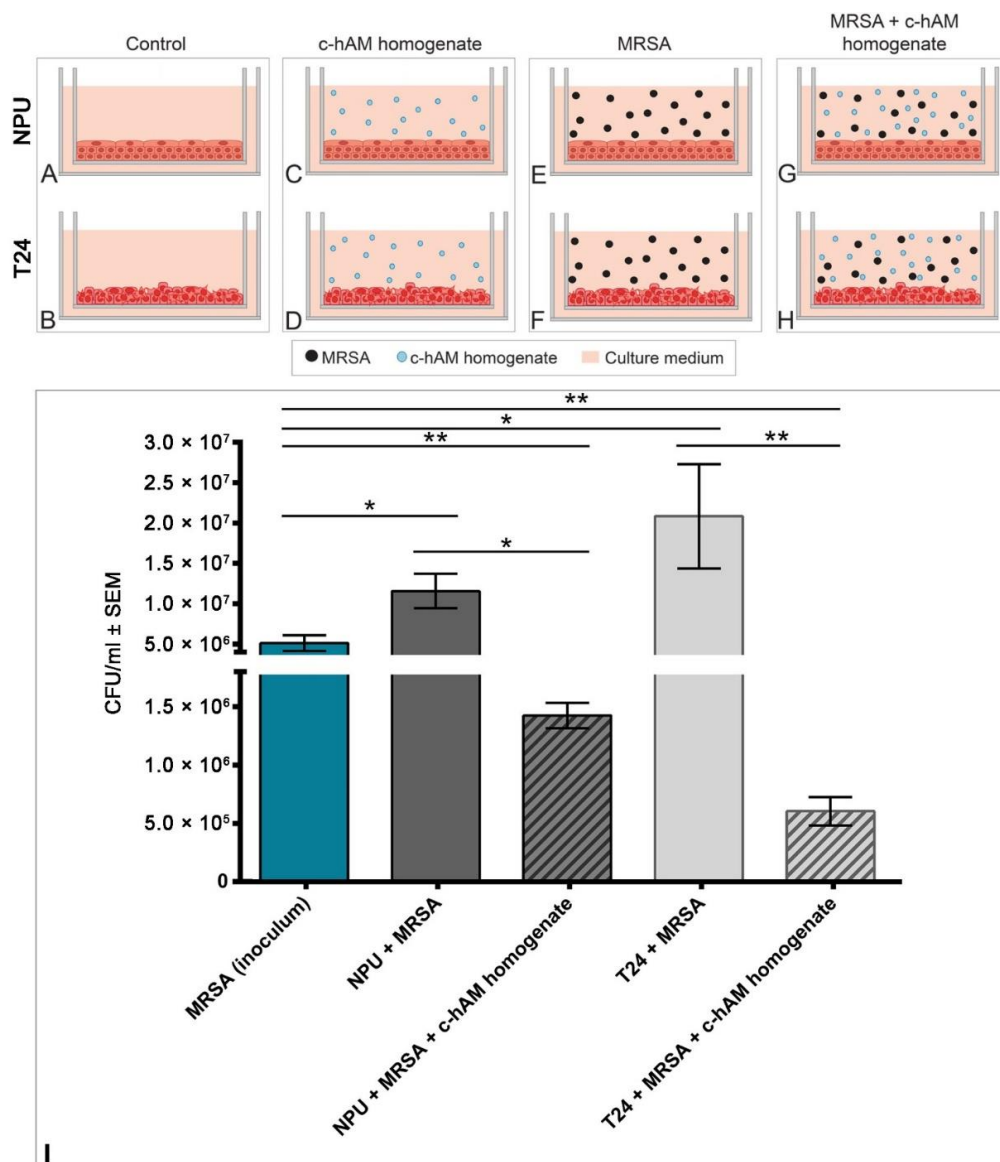 Control
c-hAM homogenate
MRSA
MRSA + c-hAM
homogenate
NPU
A
C
E
G
T24
B
D
F
H
MRSA
c-hAM homogenate
Culture medium
**
*
**
**
*
*
CFU/ml ± SEM
3.0 × 10⁷
2.5 × 10⁷
2.0 × 10⁷
1.5 × 10⁷
1.0 × 10⁷
5.0 × 10⁶
1.5 × 10⁶
1.0 × 10⁶
5.0 × 10⁵
0
MRSA (inoculum)
NPU + MRSA
NPU + MRSA + c-hAM homogenate
T24 + MRSA
T24 + MRSA + c-hAM homogenate
I